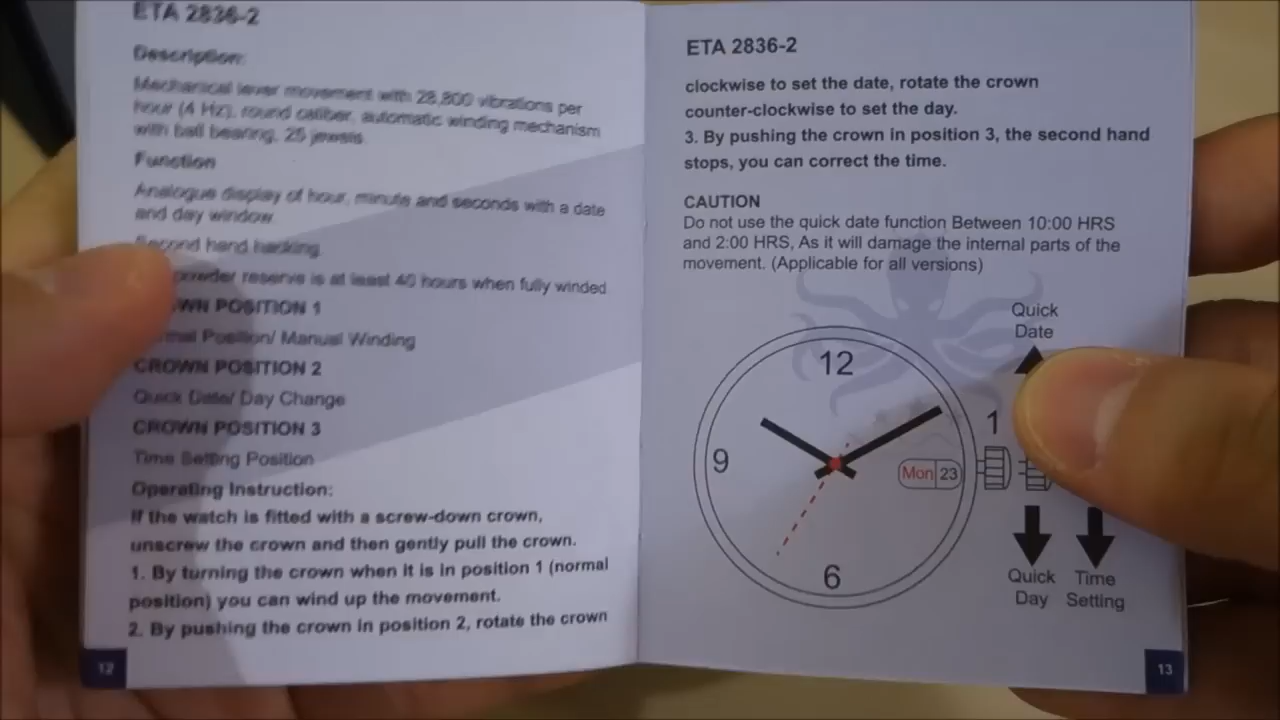 ETA 2836-2
Description:
Mechanical lever movement with 28,800 vibrations per
hour (4 Hz), round caliber, automatic winding mechanism
with ball bearing, 25 jewels
Function
Analogue display of hour, minute and seconds with a date
and day window
Second hand hacking
powder reserve is at least 40 hours when fully winded
POSITION 1
Position/ Manual Winding
CROWN POSITION 2
Quick Date/ Day Change
CROWN POSITION 3
Time Setting Position
Operating Instruction:
If the watch is fitted with a screw-down crown,
unscrew the crown and then gently pull the crown.
1. By turning the crown when it is in position 1 (normal
position) you can wind up the movement.
2. By pushing the crown in position 2, rotate the crown
12
ETA 2836-2
clockwise to set the date, rotate the crown
counter-clockwise to set the day.
3. By pushing the crown in position 3, the second hand
stops, you can correct the time.
CAUTION
Do not use the quick date function Between 10:00 HRS
and 2:00 HRS, As it will damage the internal parts of the
movement. (Applicable for all versions)
Quick
Date
12
1
9
Mon 23
6
Quick
Day
Time
Setting
13